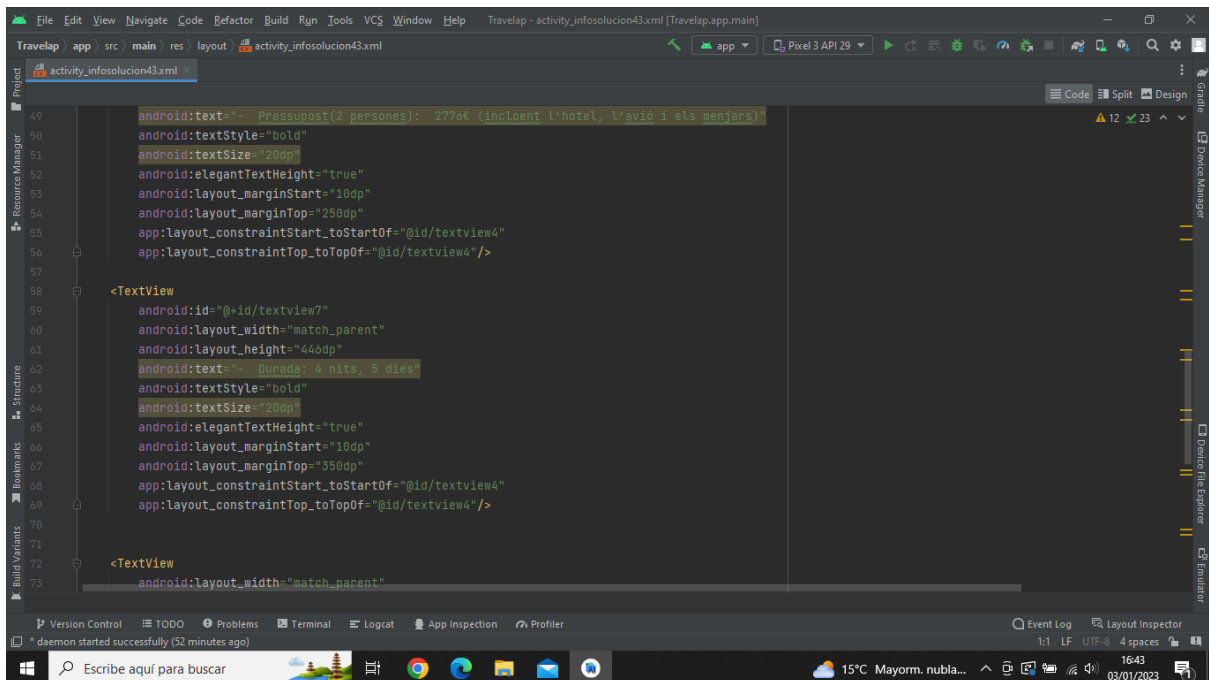 File Edit View Navigate Code Refactor Build Run Tools VCS Window Help Travelap - activity_infosolucion43.xml [Travelap.app.main]
Travelap app src main res layout activity_infosolucion43.xml app Pixel 3 API 29
activity_infosolucion43.xml
Code Split Design
12 23
49 android:text="- Pressupost(2 persones): 2776€ (incloent l'hotel, l'avió i els menjars)"
50 android:textStyle="bold"
51 android:textSize="20dp"
52 android:elegantTextHeight="true"
53 android:layout_marginStart="10dp"
54 android:layout_marginTop="250dp"
55 app:layout_constraintStart_toStartOf="@id/textview4"
56 app:layout_constraintTop_toTopOf="@id/textview4"/>
57
58 <TextView
59 android:id="@+id/textview7"
60 android:layout_width="match_parent"
61 android:layout_height="446dp"
62 android:text="- Durada: 4 nits, 5 dies"
63 android:textStyle="bold"
64 android:textSize="20dp"
65 android:elegantTextHeight="true"
66 android:layout_marginStart="10dp"
67 android:layout_marginTop="350dp"
68 app:layout_constraintStart_toStartOf="@id/textview4"
69 app:layout_constraintTop_toTopOf="@id/textview4"/>
70
71
72 <TextView
73 android:layout_width="match_parent"
Project
Resource Manager
Structure
Bookmarks
Build Variants
Gradle
Device Manager
Device File Explorer
Emulator
Version Control TODO Problems Terminal Logcat App Inspection Profiler Event Log Layout Inspector
* daemon started successfully (52 minutes ago) 1:1 LF UTF-8 4 spaces
Escribe aquí para buscar 15°C Mayorm. nubla... 16:43
03/01/2023